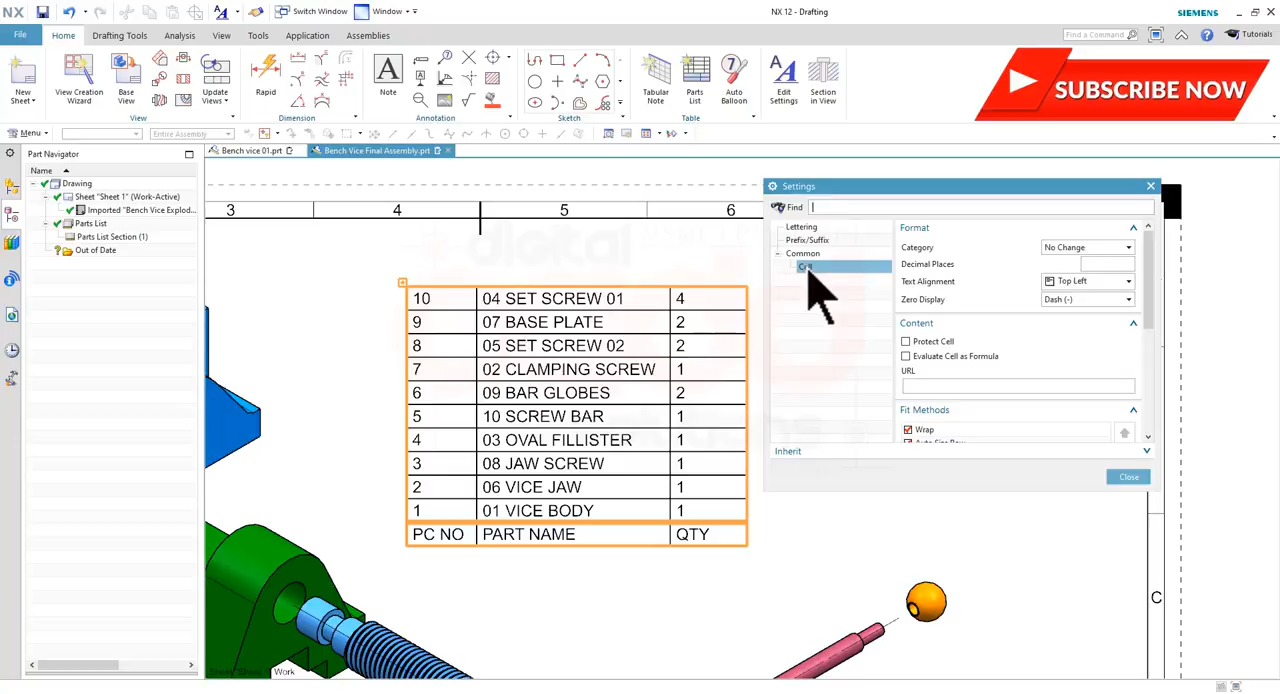 NX
Switch Window
Window
NX 12 - Drafting
SIEMENS
File
Home
Drafting Tools
Analysis
View
Tools
Application
Assemblies
Find a Command
Tutorials
New Sheet
View Creation Wizard
Base View
Update Views
Rapid
Note
Tabular Note
Parts List
Auto Balloon
Edit Settings
Section in View
View
Dimension
Annotation
Sketch
Table
SUBSCRIBE NOW
Menu
Entire Assembly
Part Navigator
Bench vice 01.prt
Bench Vice Final Assembly.prt
Name
Drawing
Sheet "Sheet 1" (Work-Active)
Imported "Bench Vice Explod...
Parts List
Parts List Section (1)
Out of Date
3
4
5
6
digital
10 04 SET SCREW 01 4
9 07 BASE PLATE 2
8 05 SET SCREW 02 2
7 02 CLAMPING SCREW 1
6 09 BAR GLOBES 2
5 10 SCREW BAR 1
4 03 OVAL FILLISTER 1
3 08 JAW SCREW 1
2 06 VICE JAW 1
1 01 VICE BODY 1
PC NO PART NAME QTY
Settings
Find
Lettering
Prefix/Suffix
Common
Format
Category No Change
Decimal Places
Text Alignment Top Left
Zero Display Dash (-)
Content
Protect Cell
Evaluate Cell as Formula
URL
Fit Methods
Wrap
Inherit
Close
C
Work